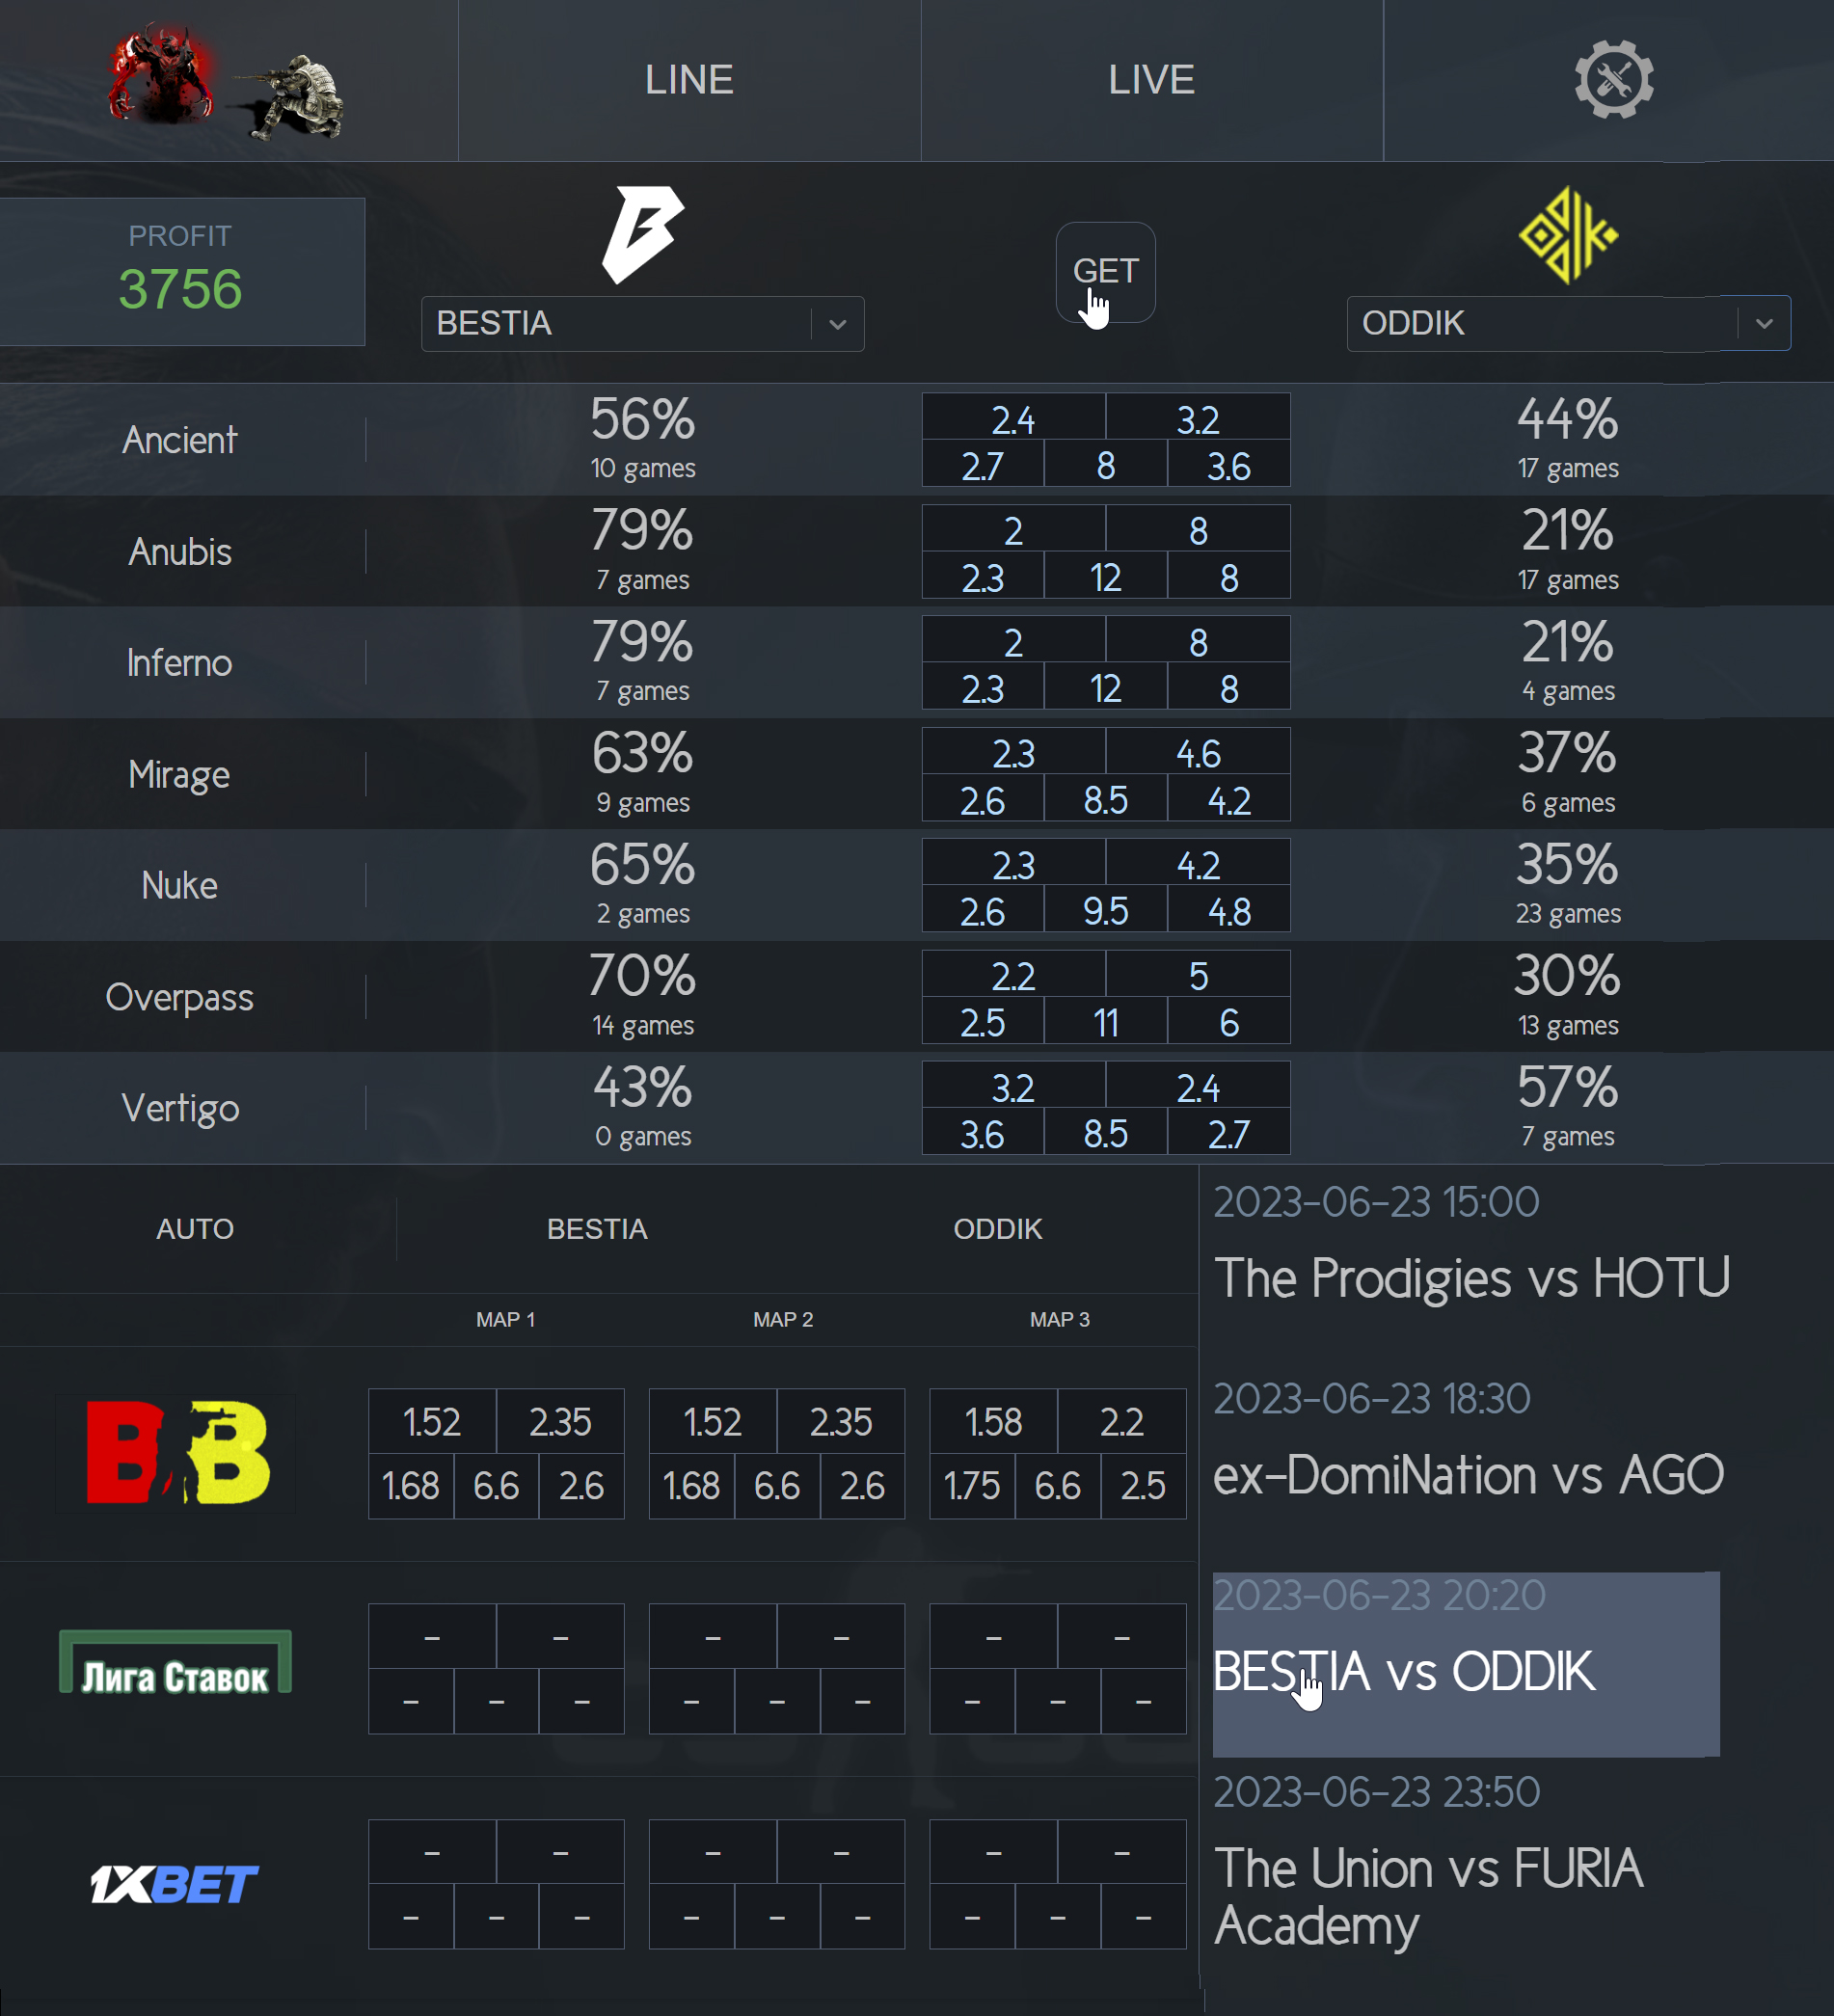 LINE LIVE
PROFIT
3756
GET
BESTIA ODDIK
Ancient 56% 2.4 3.2 44%
10 games 2.7 8 3.6 17 games
Anubis 79% 2 8 21%
7 games 2.3 12 8 17 games
Inferno 79% 2 8 21%
7 games 2.3 12 8 4 games
Mirage 63% 2.3 4.6 37%
9 games 2.6 8.5 4.2 6 games
Nuke 65% 2.3 4.2 35%
2 games 2.6 9.5 4.8 23 games
Overpass 70% 2.2 5 30%
14 games 2.5 11 6 13 games
Vertigo 43% 3.2 2.4 57%
0 games 3.6 8.5 2.7 7 games
AUTO BESTIA ODDIK
MAP 1 MAP 2 MAP 3
BB
1.52 2.35 1.52 2.35 1.58 2.2
1.68 6.6 2.6 1.68 6.6 2.6 1.75 6.6 2.5
Лига Ставок
– – – – – –
– – – – – – – – –
1XBET
– – – – – –
– – – – – – – – –
2023-06-23 15:00
The Prodigies vs HOTU
2023-06-23 18:30
ex-DomiNation vs AGO
2023-06-23 20:20
BESTIA vs ODDIK
2023-06-23 23:50
The Union vs FURIA
Academy